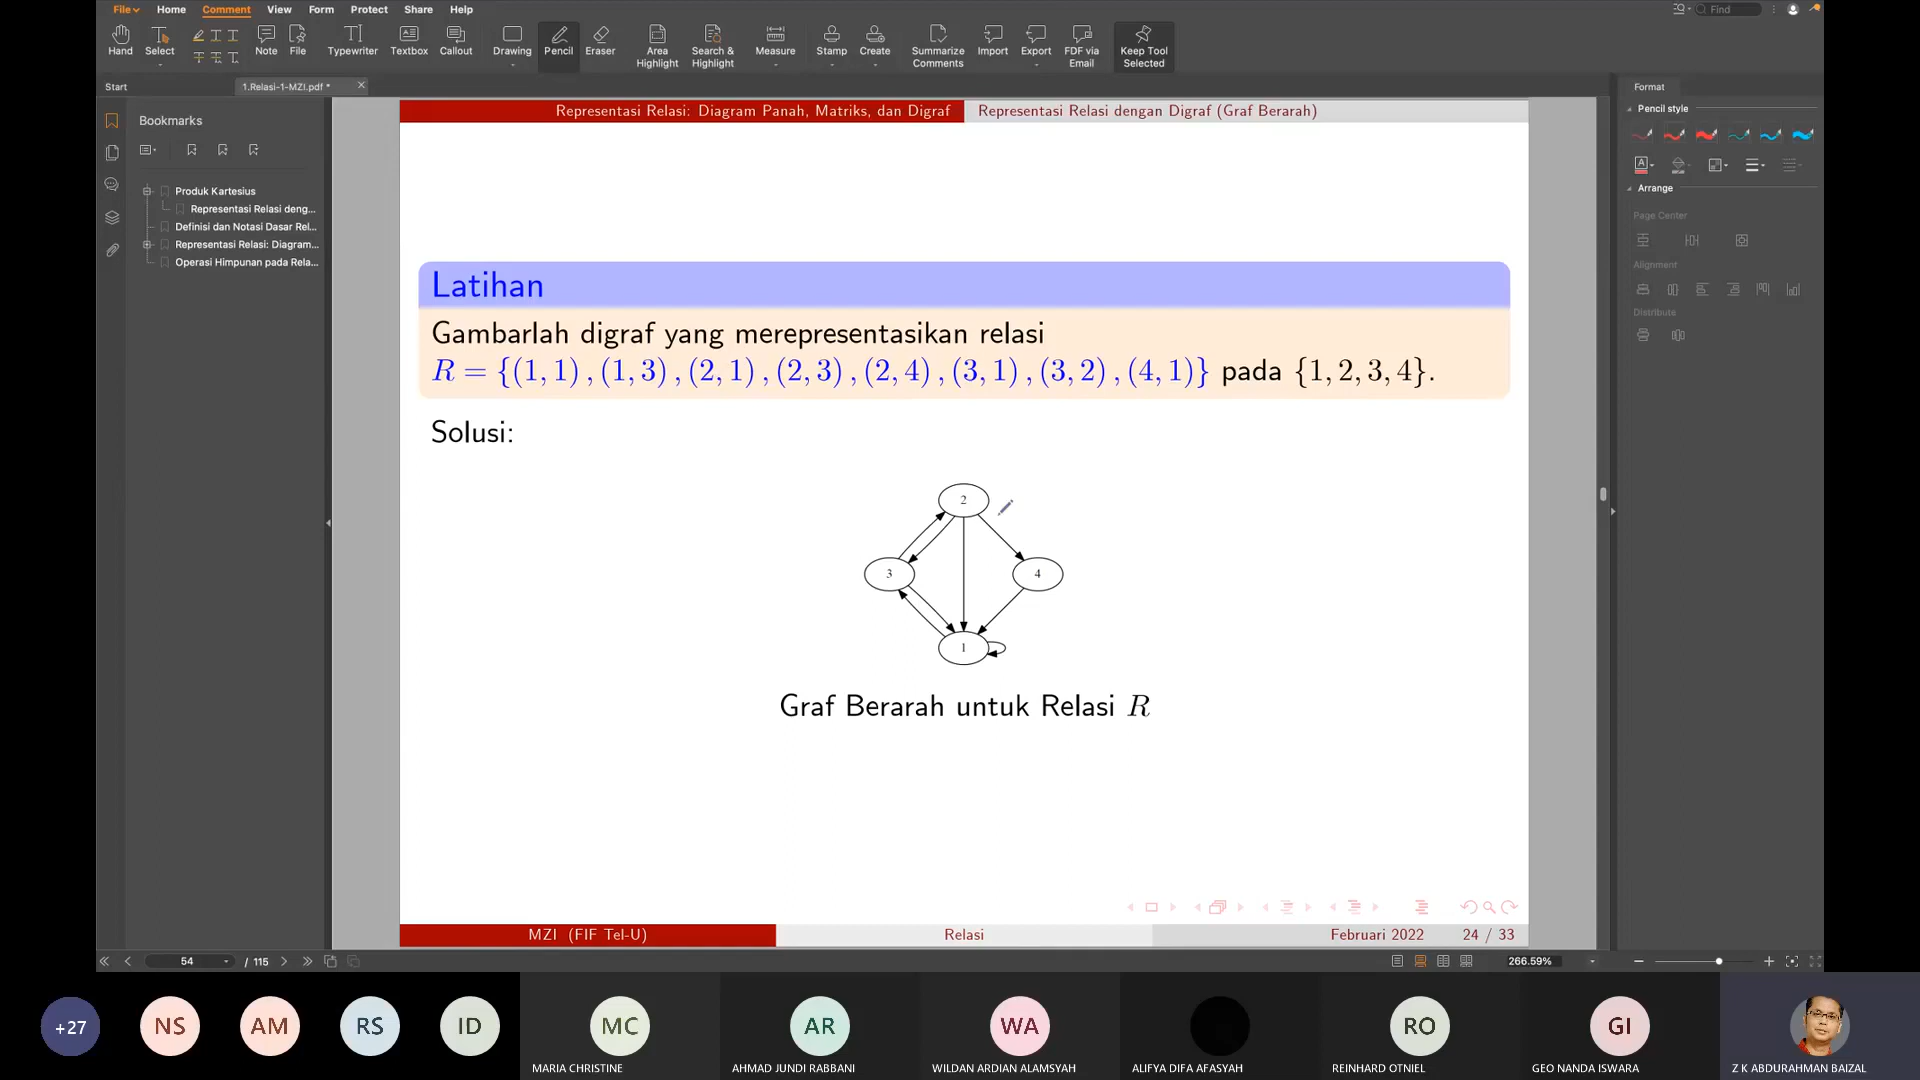 File Home Comment View Form Protect Share Help
Find
Hand Select Note File Typewriter Textbox Callout Drawing Pencil Eraser Area Highlight Search & Highlight Measure Stamp Create Summarize Comments Import Export FDF via Email Keep Tool Selected
Start 1.Relasi-1-MZI.pdf * Format
Bookmarks
Produk Kartesius
Representasi Relasi deng...
Definisi dan Notasi Dasar Rel...
Representasi Relasi: Diagram...
Operasi Himpunan pada Rela...
Representasi Relasi: Diagram Panah, Matriks, dan Digraf Representasi Relasi dengan Digraf (Graf Berarah)
Latihan
Gambarlah digraf yang merepresentasikan relasi
R = {(1, 1) , (1, 3) , (2, 1) , (2, 3) , (2, 4) , (3, 1) , (3, 2) , (4, 1)} pada {1, 2, 3, 4}.
Solusi:
2
3 4
1
Graf Berarah untuk Relasi R
MZI (FIF Tel-U) Relasi Februari 2022 24 / 33
Pencil style
Arrange
Page Center
Alignment
Distribute
54 / 115 266.59%
+27 NS AM RS ID MC AR WA RO GI
MARIA CHRISTINE AHMAD JUNDI RABBANI WILDAN ARDIAN ALAMSYAH ALIFYA DIFA AFASYAH REINHARD OTNIEL GEO NANDA ISWARA Z K ABDURAHMAN BAIZAL